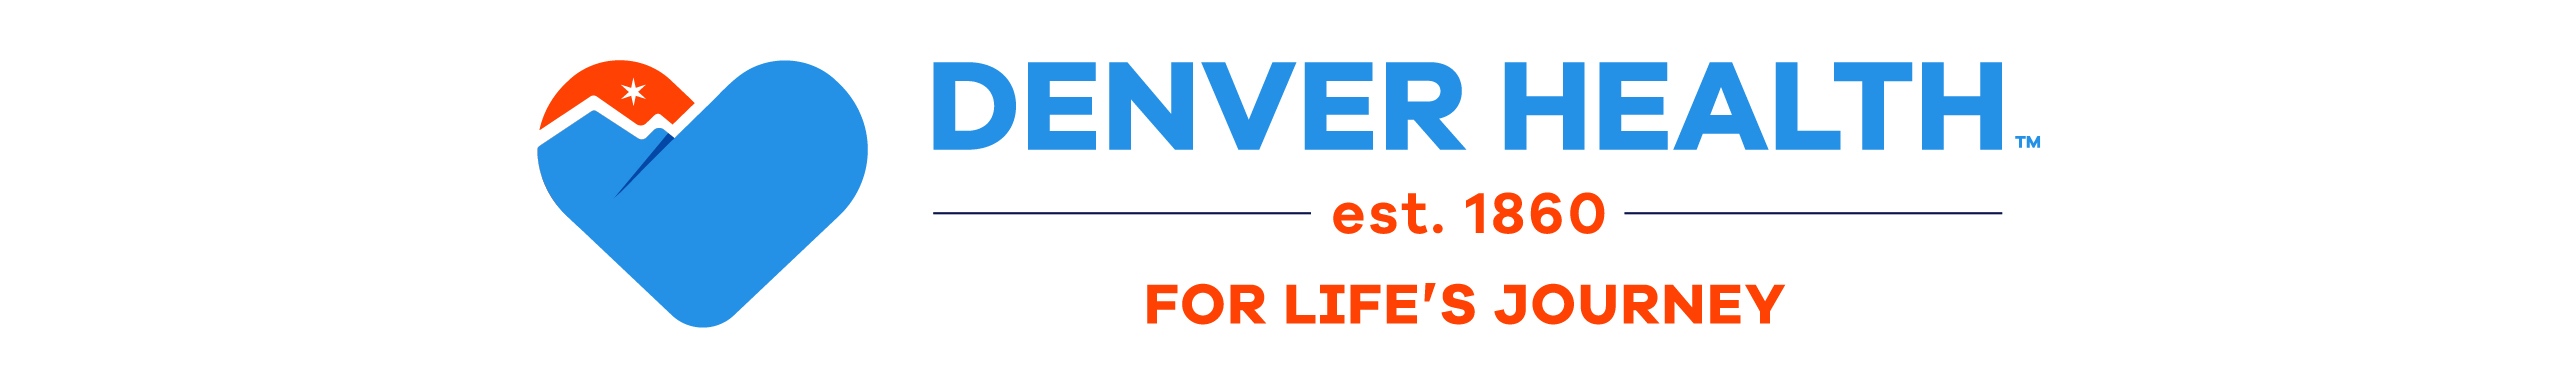 DENVER HEALTH™
est. 1860
FOR LIFE’S JOURNEY